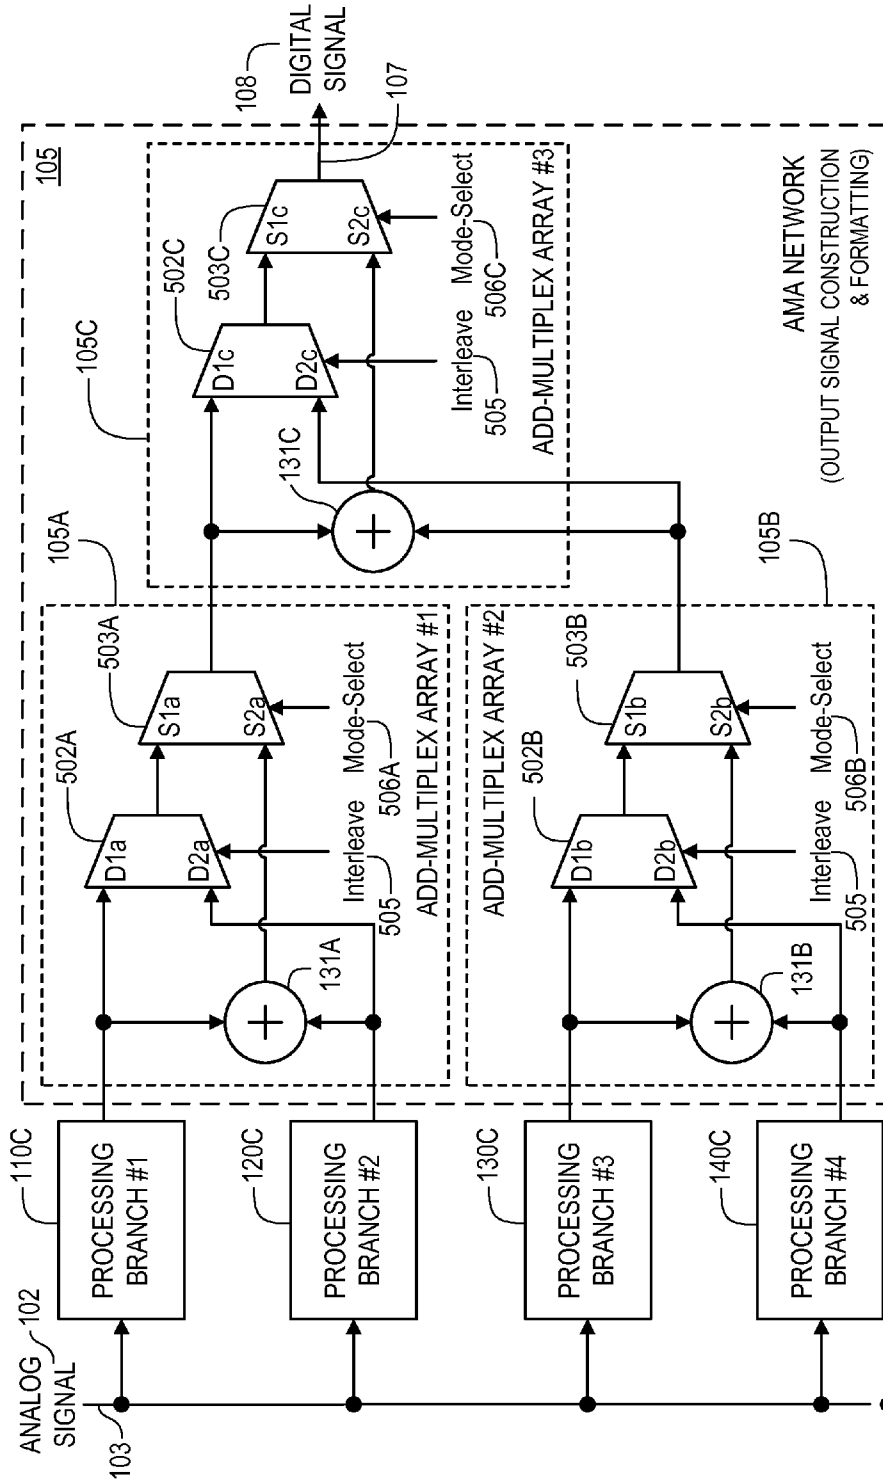 ANALOG
SIGNAL
102
103
110C
PROCESSING
BRANCH #1
120C
PROCESSING
BRANCH #2
130C
PROCESSING
BRANCH #3
140C
PROCESSING
BRANCH #4
105
105A
131A
502A
D1a
D2a
503A
S1a
S2a
Interleave
505
Mode-Select
506A
ADD-MULTIPLEX ARRAY #1
105B
ADD-MULTIPLEX ARRAY #2
131B
502B
D1b
D2b
503B
S1b
S2b
Interleave
505
Mode-Select
506B
105C
131C
502C
D1c
D2c
503C
S1c
S2c
Interleave
505
Mode-Select
506C
ADD-MULTIPLEX ARRAY #3
108
DIGITAL
SIGNAL
107
AMA NETWORK
(OUTPUT SIGNAL CONSTRUCTION
& FORMATTING)